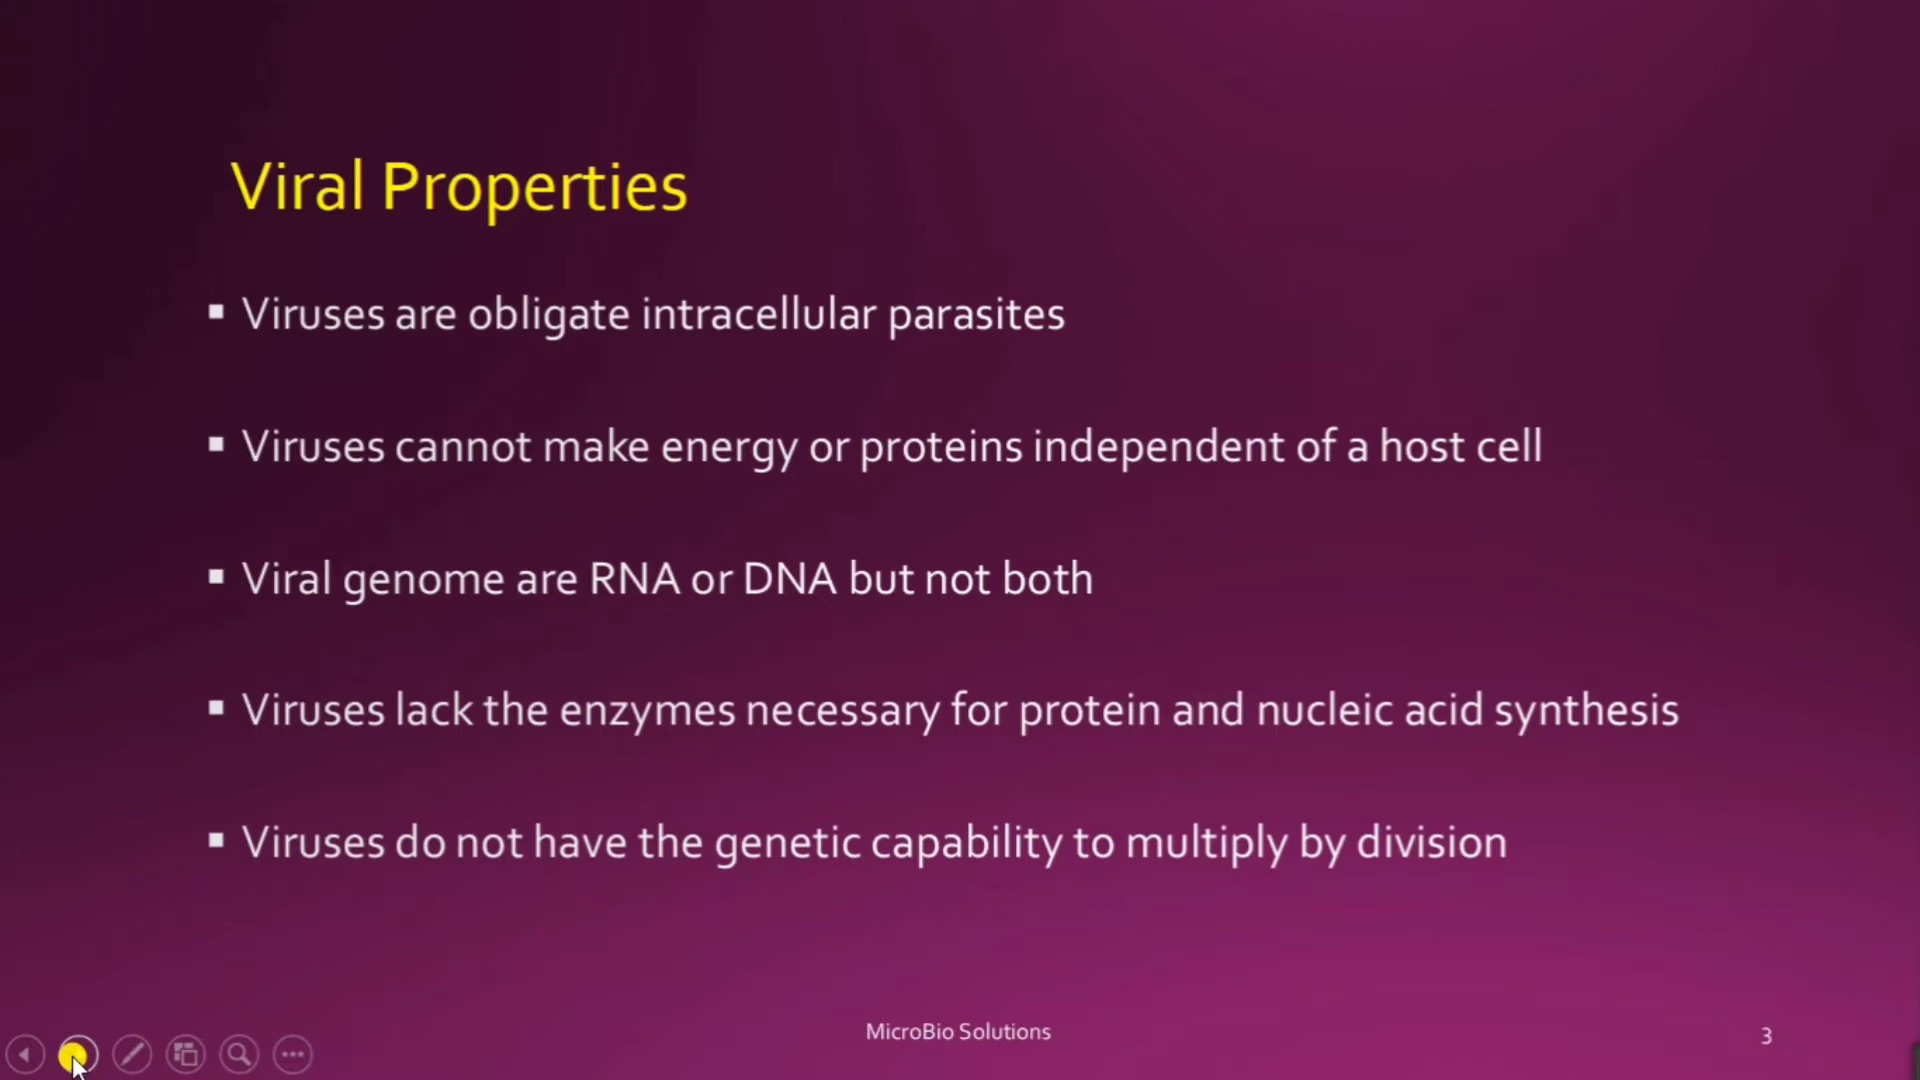 Viral Properties
▪ Viruses are obligate intracellular parasites
▪ Viruses cannot make energy or proteins independent of a host cell
▪ Viral genome are RNA or DNA but not both
▪ Viruses lack the enzymes necessary for protein and nucleic acid synthesis
▪ Viruses do not have the genetic capability to multiply by division
MicroBio Solutions
3